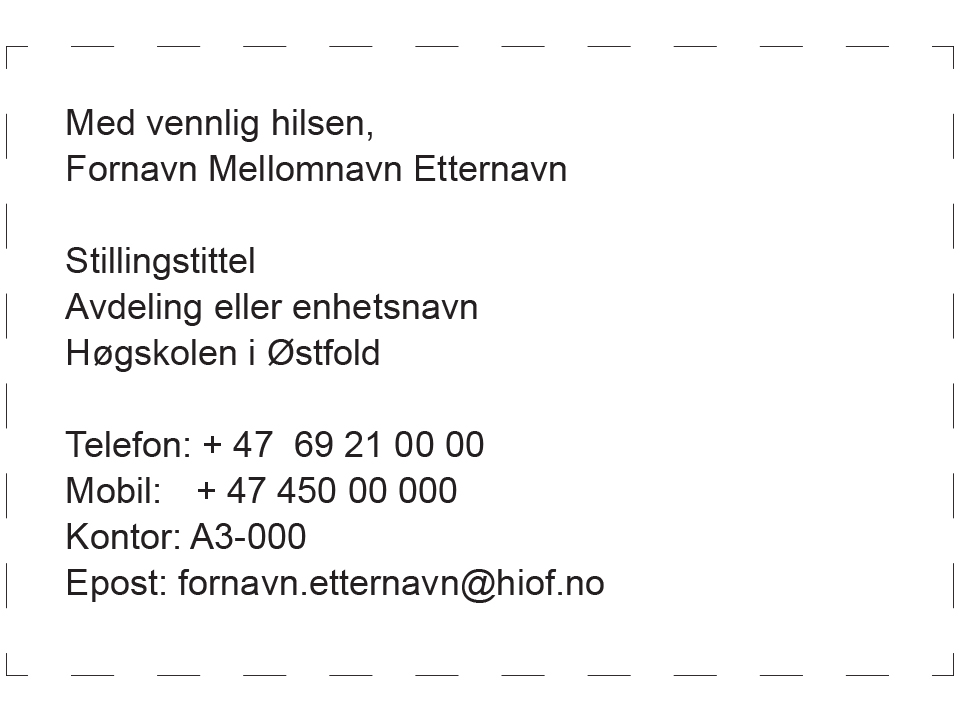 Med vennlig hilsen,
Fornavn Mellomnavn Etternavn
Stillingstittel
Avdeling eller enhetsnavn
Høgskolen i Østfold
Telefon: + 47  69 21 00 00
Mobil:   + 47 450 00 000
Kontor: A3-000
Epost: fornavn.etternavn@hiof.no